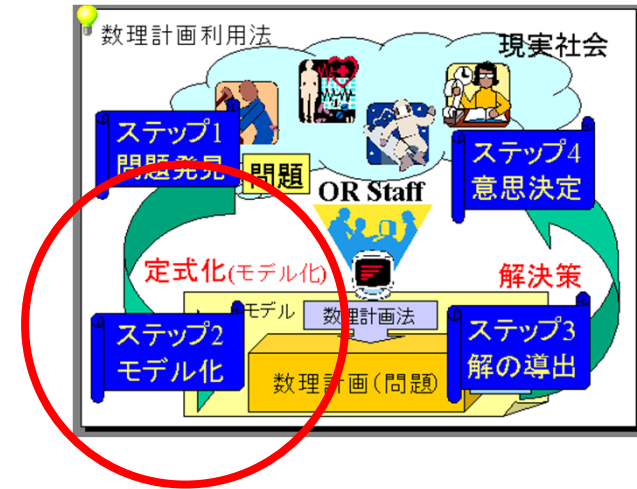 数理計画利用法
現実社会
ステップ1
問題発見
問題
OR Staff
ステップ4
意思決定
定式化(モデル化)
解決策
モデル
数理計画法
ステップ2
モデル化
ステップ3
解の導出
数理計画(問題)